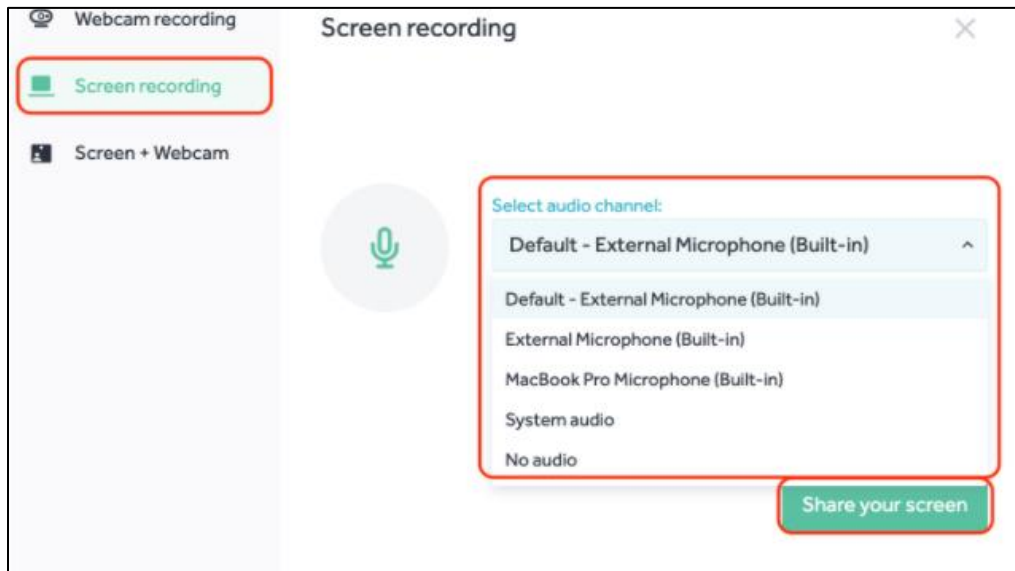 Webcam recording
Screen recording
Screen + Webcam
Screen recording
Select audio channel:
Default - External Microphone (Built-in)
Default - External Microphone (Built-in)
External Microphone (Built-in)
MacBook Pro Microphone (Built-in)
System audio
No audio
Share your screen